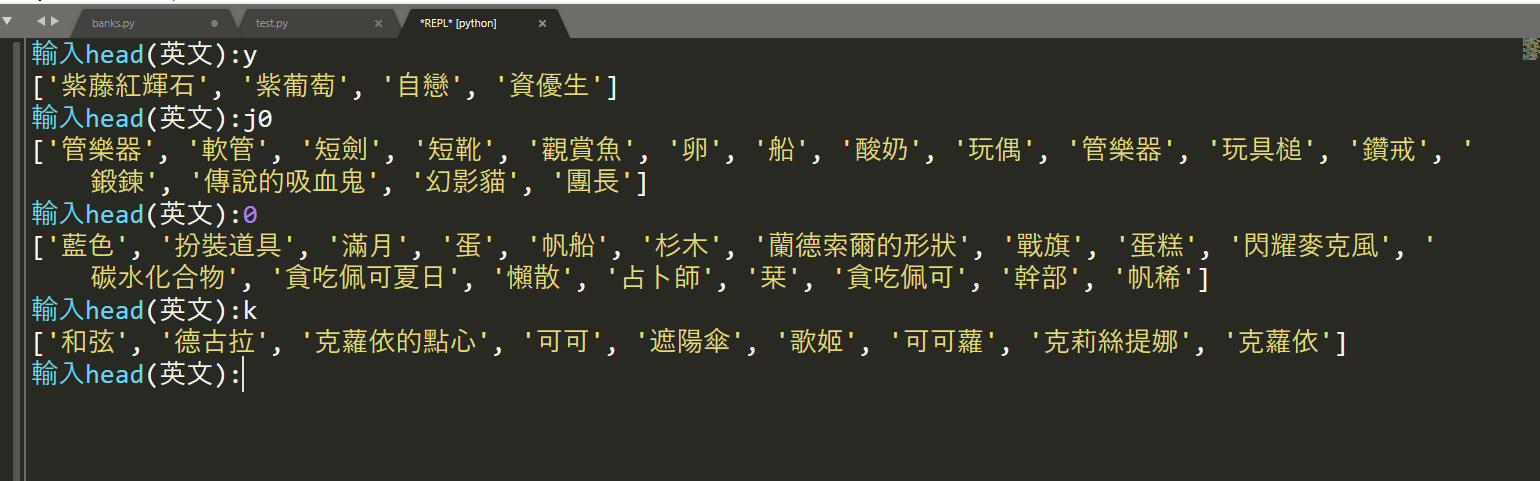 banks.py
test.py
*REPL* [python]
輸入head(英文):y
['紫藤紅輝石', '紫葡萄', '自戀', '資優生']
輸入head(英文):j0
['管樂器', '軟管', '短劍', '短靴', '觀賞魚', '卵', '船', '酸奶', '玩偶', '管樂器', '玩具槌', '鑽戒', '
鍛鍊', '傳說的吸血鬼', '幻影貓', '團長']
輸入head(英文):0
['藍色', '扮裝道具', '滿月', '蛋', '帆船', '杉木', '蘭德索爾的形狀', '戰旗', '蛋糕', '閃耀麥克風', '
碳水化合物', '貪吃佩可夏日', '懶散', '占卜師', '栞', '貪吃佩可', '幹部', '帆稀']
輸入head(英文):k
['和弦', '德古拉', '克蘿依的點心', '可可', '遮陽傘', '歌姬', '可可蘿', '克莉絲提娜', '克蘿依']
輸入head(英文):